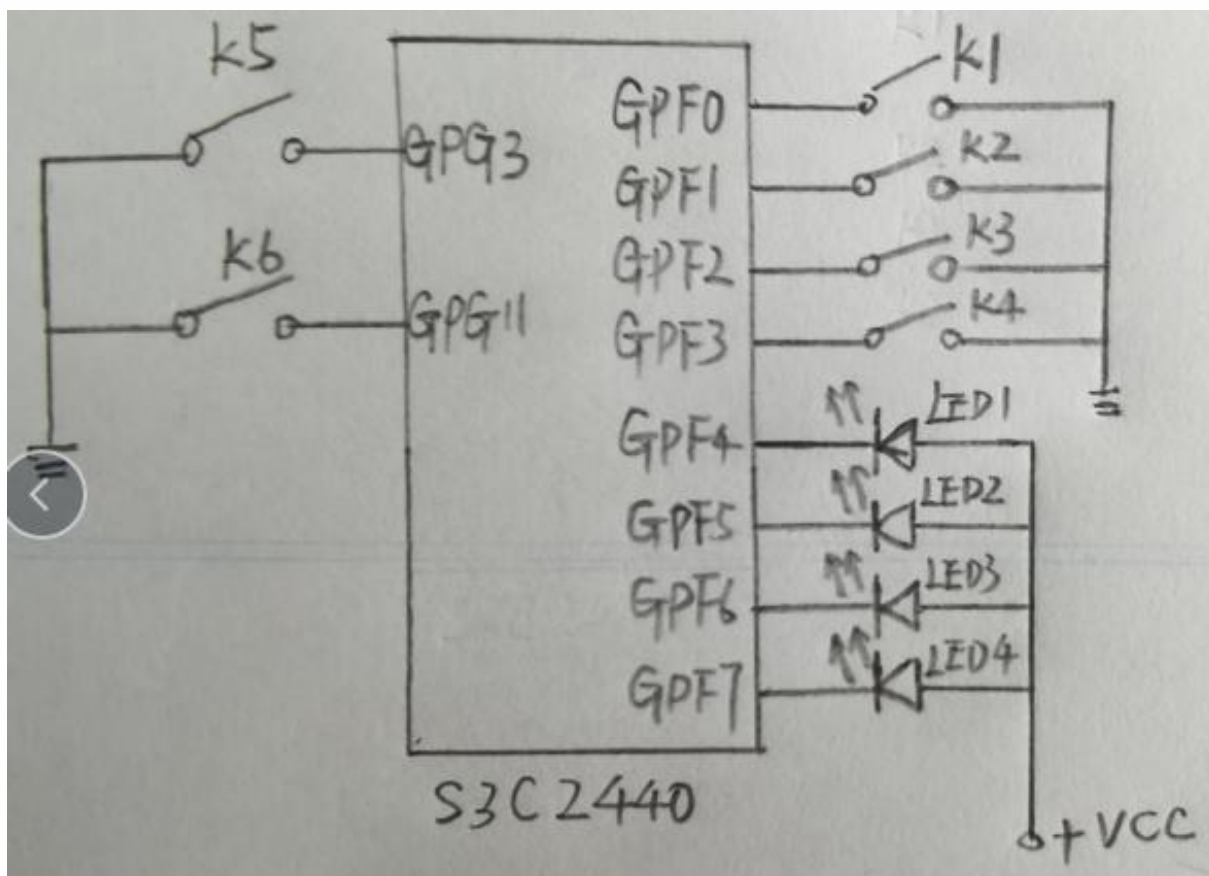 K5
K6
GPG3
GPG11
GPF0
GPF1
GPF2
GPF3
GPF4
GPF5
GPF6
GPF7
K1
K2
K3
K4
LED1
LED2
LED3
LED4
S3C2440
+VCC